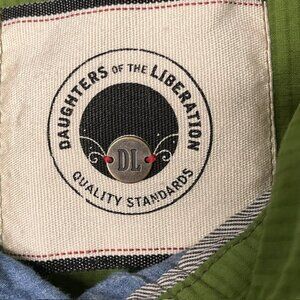 DAUGHTERS OF THE LIBERATION
DL
QUALITY STANDARDS